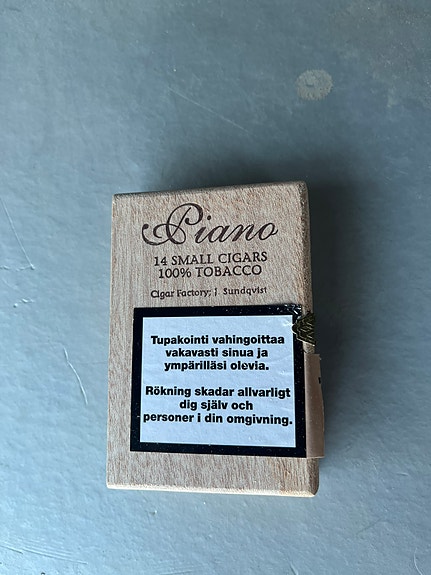 Piano
14 SMALL CIGARS
100% TOBACCO
Cigar Factory; J. Sundqvist
Tupakointi vahingoittaa
vakavasti sinua ja
ympärilläsi olevia.
Rökning skadar allvarligt
dig själv och
personer i din omgivning.